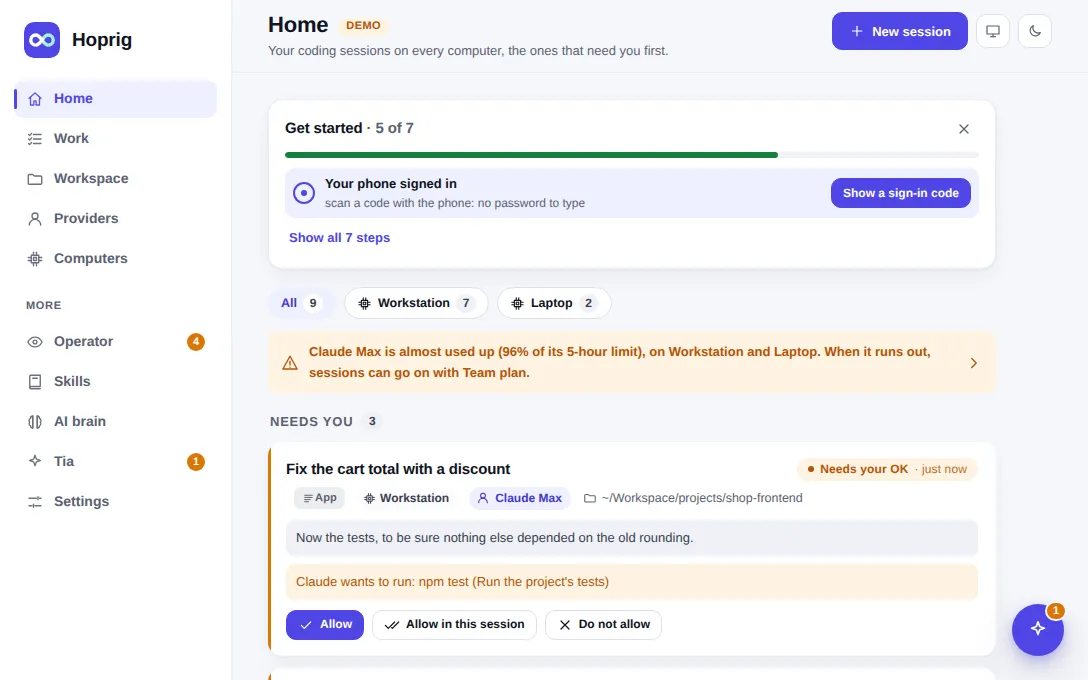 Hoprig
Home
Work
Workspace
Providers
Computers
MORE
Operator 4
Skills
AI brain
Tia 1
Settings
Home DEMO
Your coding sessions on every computer, the ones that need you first.
New session
Get started · 5 of 7
Your phone signed in
scan a code with the phone: no password to type
Show a sign-in code
Show all 7 steps
All 9 Workstation 7 Laptop 2
Claude Max is almost used up (96% of its 5-hour limit), on Workstation and Laptop. When it runs out,
sessions can go on with Team plan.
NEEDS YOU 3
Fix the cart total with a discount Needs your OK · just now
App Workstation Claude Max ~/Workspace/projects/shop-frontend
Now the tests, to be sure nothing else depended on the old rounding.
Claude wants to run: npm test (Run the project's tests)
Allow Allow in this session Do not allow
1